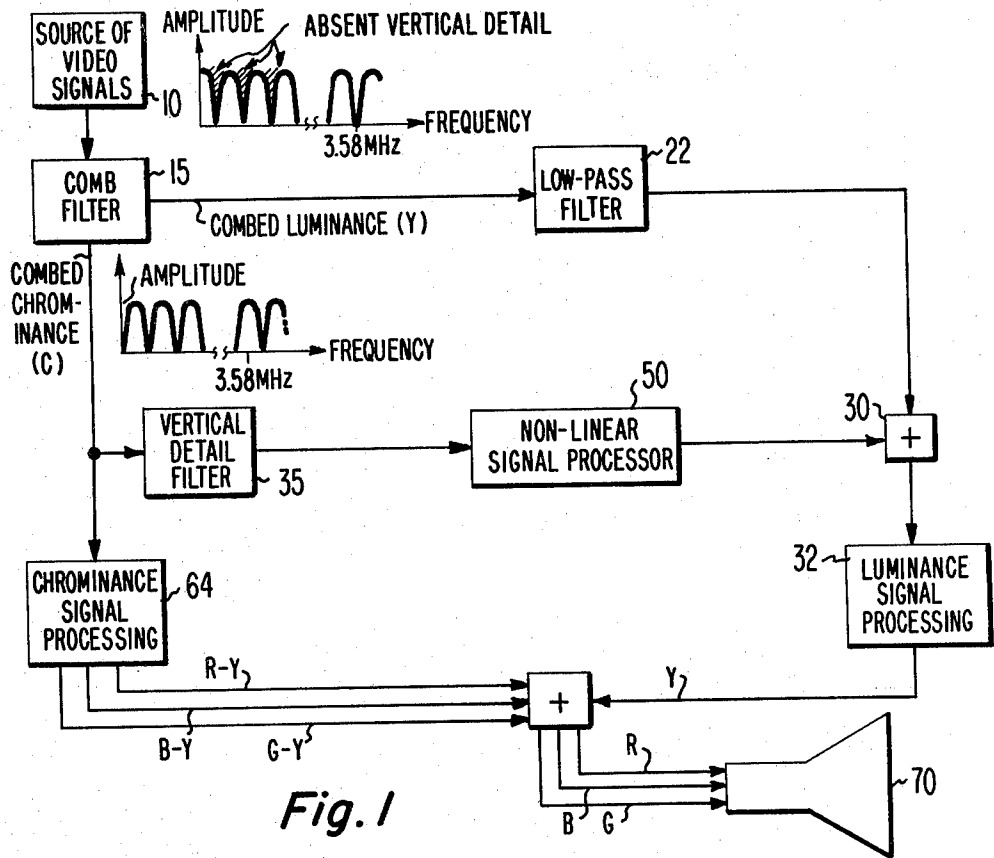 SOURCE OF
VIDEO
SIGNALS
10
AMPLITUDE
ABSENT VERTICAL DETAIL
FREQUENCY
3.58MHz
COMB
FILTER
15
COMBED LUMINANCE (Y)
LOW-PASS
FILTER
22
COMBED
CHROM-
INANCE
(C)
AMPLITUDE
FREQUENCY
3.58MHz
VERTICAL
DETAIL
FILTER
35
NON-LINEAR
SIGNAL PROCESSOR
50
30
+
CHROMINANCE
SIGNAL
PROCESSING
64
32
LUMINANCE
SIGNAL
PROCESSING
R-Y
B-Y
G-Y
+
Y
R
B
G
70
Fig. 1